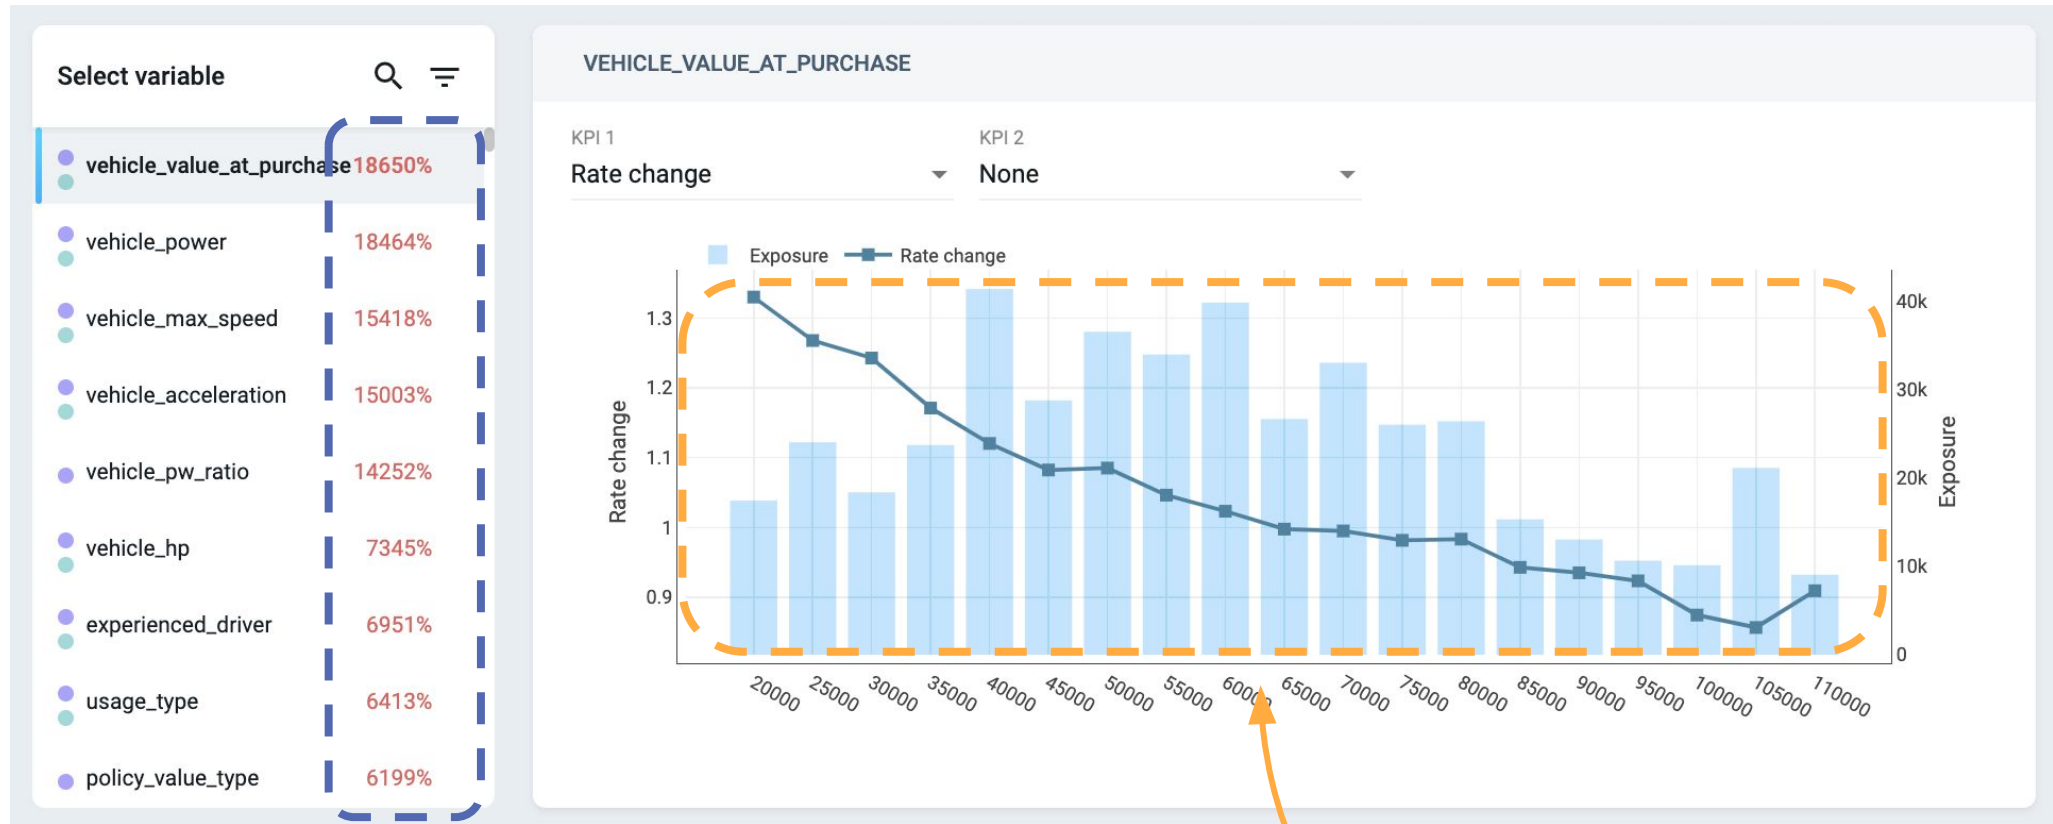 Select variable
vehicle_value_at_purchase 18650%
vehicle_power 18464%
vehicle_max_speed 15418%
vehicle_acceleration 15003%
vehicle_pw_ratio 14252%
vehicle_hp 7345%
experienced_driver 6951%
usage_type 6413%
policy_value_type 6199%
VEHICLE_VALUE_AT_PURCHASE
KPI 1 KPI 2
Rate change None
Exposure Rate change
1.3
1.2
1.1
1
0.9
Rate change
40k
30k
20k
10k
0
Exposure
20000 25000 30000 35000 40000 45000 50000 55000 60000 65000 70000 75000 80000 85000 90000 95000 100000 105000 110000